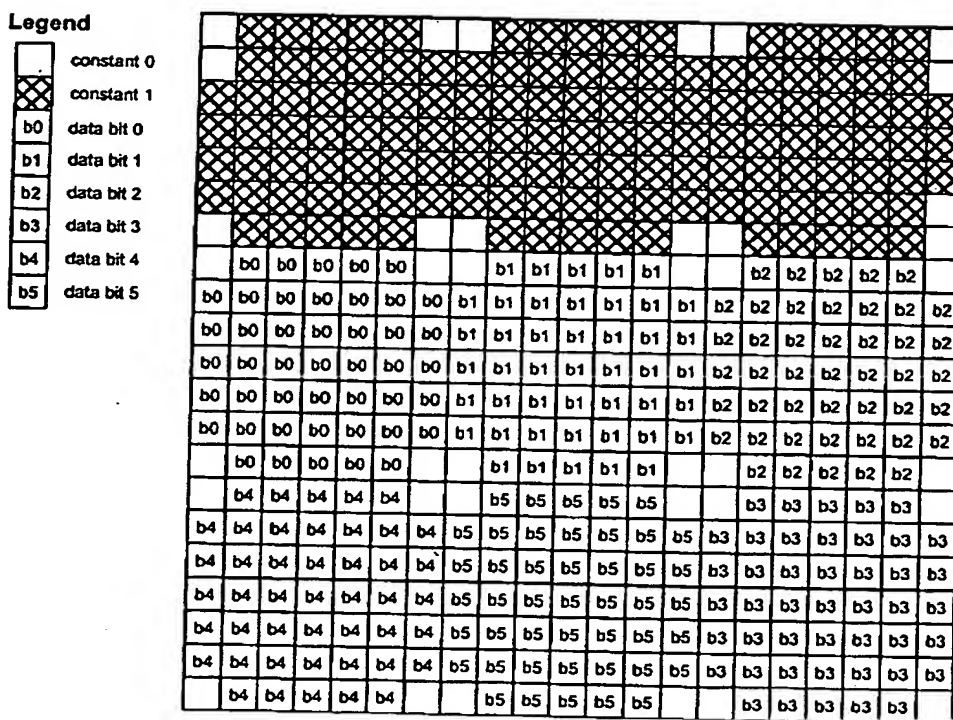 Legend
constant 0
constant 1
b0 data bit 0
b1 data bit 1
b2 data bit 2
b3 data bit 3
b4 data bit 4
b5 data bit 5
b0 b0 b0 b0 b0 b1 b1 b1 b1 b1 b2 b2 b2 b2 b2
b0 b0 b0 b0 b0 b0 b0 b1 b1 b1 b1 b1 b1 b1 b2 b2 b2 b2 b2 b2 b2
b0 b0 b0 b0 b0 b0 b0 b1 b1 b1 b1 b1 b1 b1 b2 b2 b2 b2 b2 b2 b2
b0 b0 b0 b0 b0 b0 b0 b1 b1 b1 b1 b1 b1 b1 b2 b2 b2 b2 b2 b2 b2
b0 b0 b0 b0 b0 b0 b0 b1 b1 b1 b1 b1 b1 b1 b2 b2 b2 b2 b2 b2 b2
b0 b0 b0 b0 b0 b0 b0 b1 b1 b1 b1 b1 b1 b1 b2 b2 b2 b2 b2 b2 b2
b0 b0 b0 b0 b0 b1 b1 b1 b1 b1 b2 b2 b2 b2 b2
b4 b4 b4 b4 b4 b5 b5 b5 b5 b5 b3 b3 b3 b3 b3
b4 b4 b4 b4 b4 b4 b4 b5 b5 b5 b5 b5 b5 b5 b3 b3 b3 b3 b3 b3 b3
b4 b4 b4 b4 b4 b4 b4 b5 b5 b5 b5 b5 b5 b5 b3 b3 b3 b3 b3 b3 b3
b4 b4 b4 b4 b4 b4 b4 b5 b5 b5 b5 b5 b5 b5 b3 b3 b3 b3 b3 b3 b3
b4 b4 b4 b4 b4 b4 b4 b5 b5 b5 b5 b5 b5 b5 b3 b3 b3 b3 b3 b3 b3
b4 b4 b4 b4 b4 b4 b4 b5 b5 b5 b5 b5 b5 b5 b3 b3 b3 b3 b3 b3 b3
b4 b4 b4 b4 b4 b5 b5 b5 b5 b5 b3 b3 b3 b3 b3